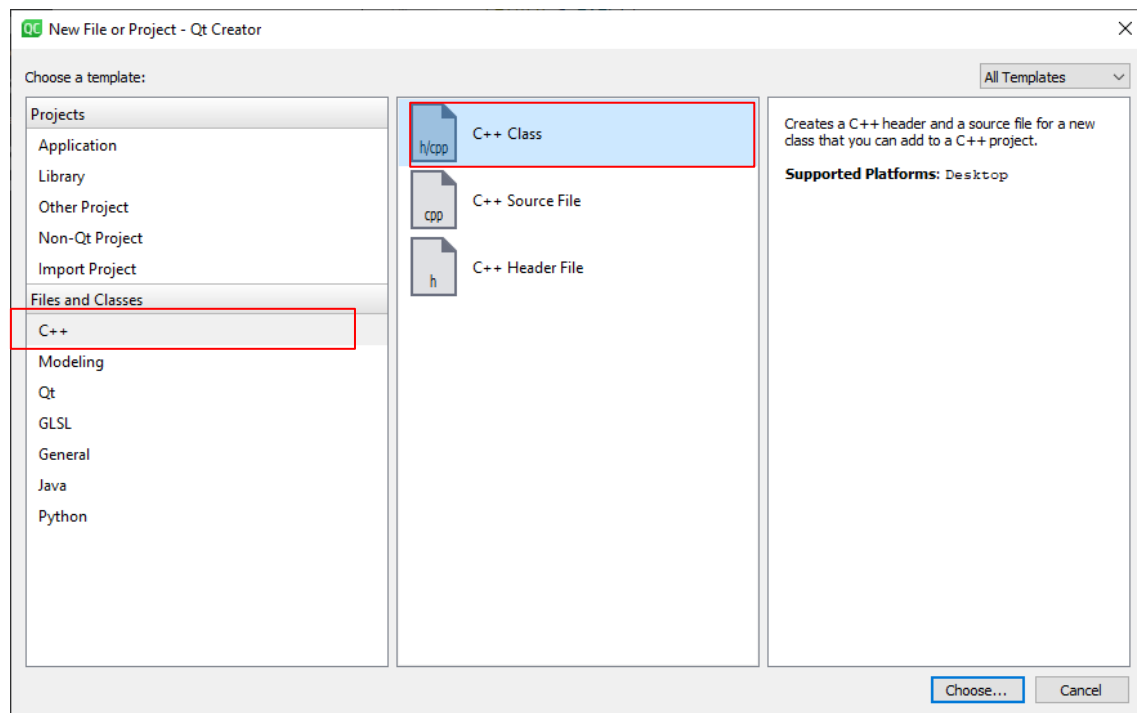 QC New File or Project - Qt Creator
Choose a template:
All Templates
Projects
Application
Library
Other Project
Non-Qt Project
Import Project
Files and Classes
C++
Modeling
Qt
GLSL
General
Java
Python
h/cpp
C++ Class
cpp
C++ Source File
h
C++ Header File
Creates a C++ header and a source file for a new
class that you can add to a C++ project.
Supported Platforms: Desktop
Choose...
Cancel